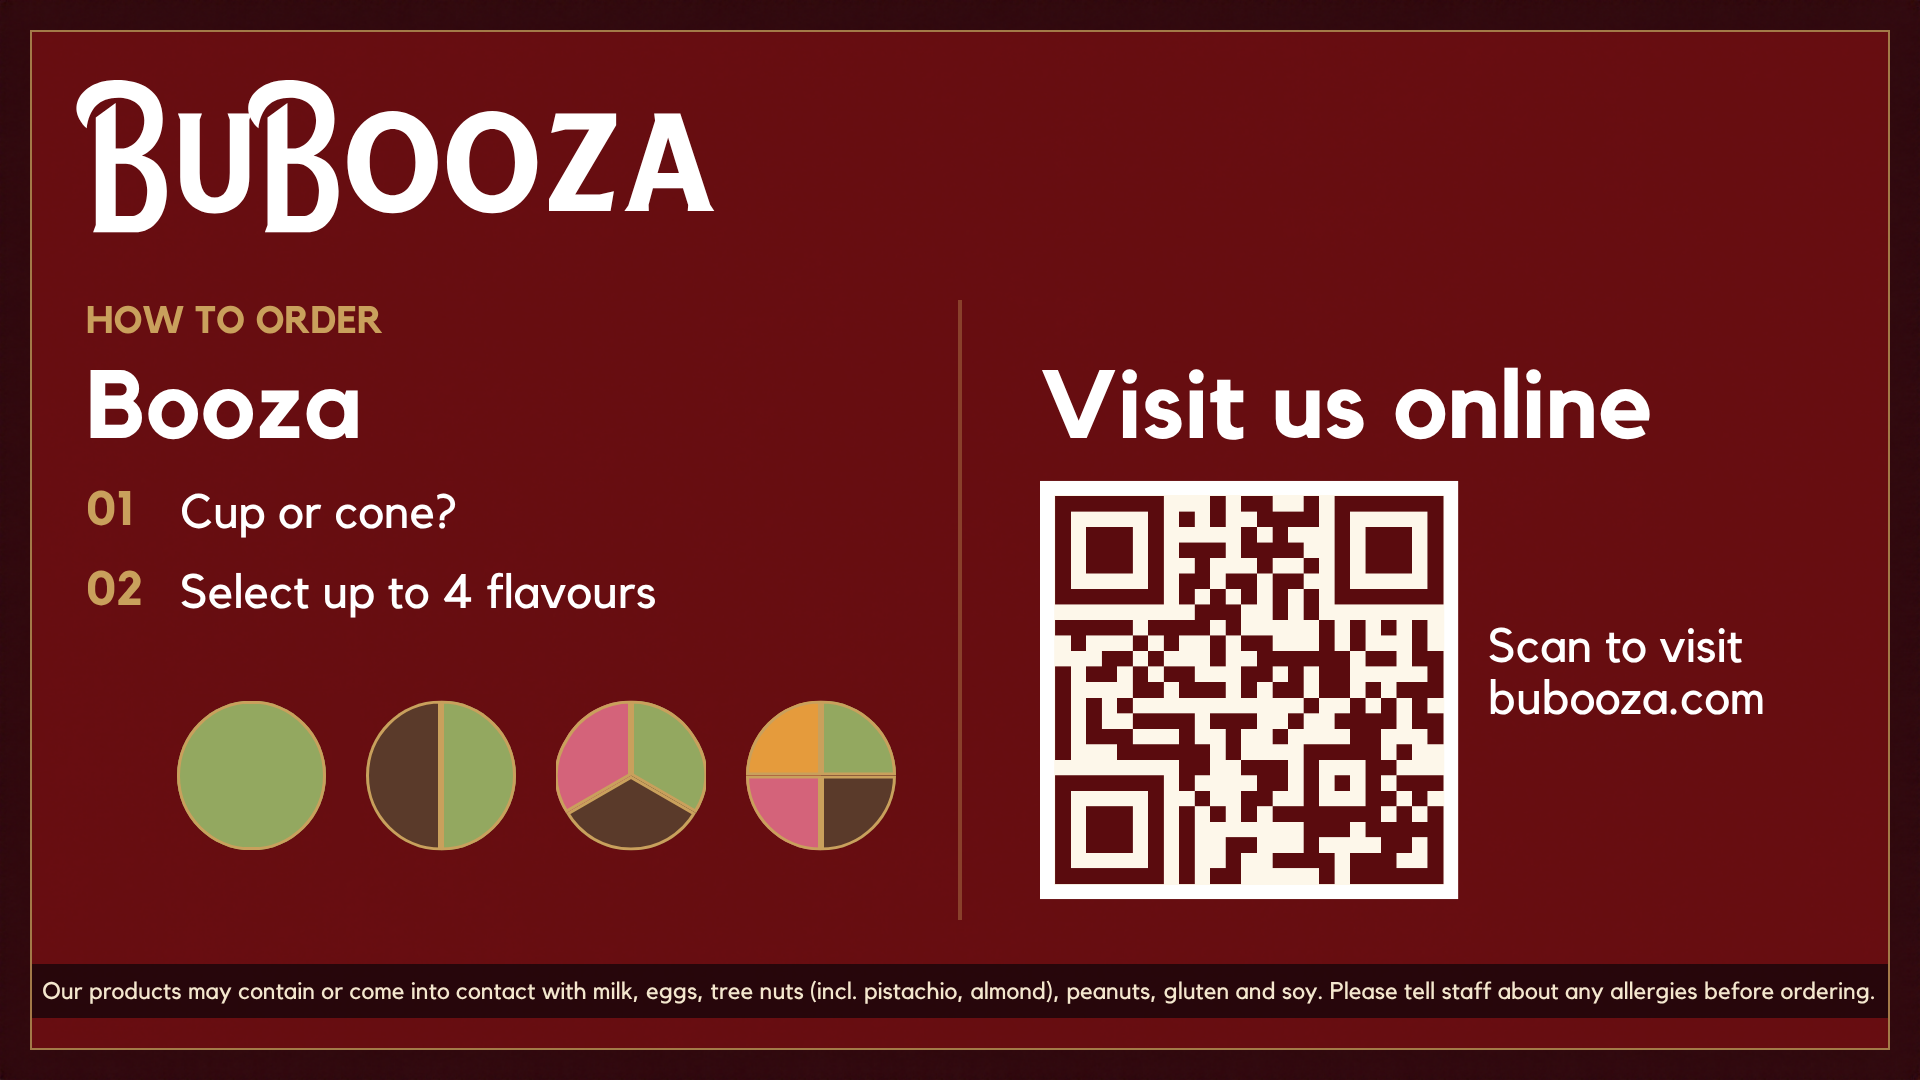 BUBOOZA
HOW TO ORDER
Booza
01 Cup or cone?
02 Select up to 4 flavours
Visit us online
Scan to visit
bubooza.com
Our products may contain or come into contact with milk, eggs, tree nuts (incl. pistachio, almond), peanuts, gluten and soy. Please tell staff about any allergies before ordering.